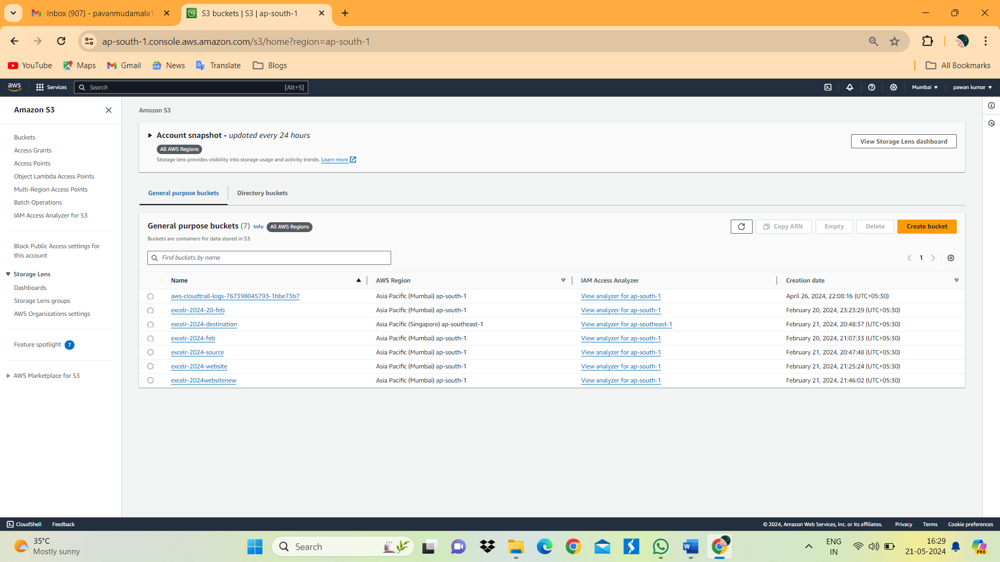 Inbox (907) - pavanmudamala1
S3 buckets | S3 | ap-south-1
ap-south-1.console.aws.amazon.com/s3/home?region=ap-south-1
YouTube Maps Gmail News Translate Blogs All Bookmarks
aws Services Search [Alt+S] Mumbai pawan kumar
Amazon S3
Buckets
Access Grants
Access Points
Object Lambda Access Points
Multi-Region Access Points
Batch Operations
IAM Access Analyzer for S3
Block Public Access settings for
this account
Storage Lens
Dashboards
Storage Lens groups
AWS Organizations settings
Feature spotlight 7
AWS Marketplace for S3
Amazon S3
Account snapshot - updated every 24 hours
All AWS Regions
Storage lens provides visibility into storage usage and activity trends. Learn more
View Storage Lens dashboard
General purpose buckets Directory buckets
General purpose buckets (7) Info All AWS Regions
Buckets are containers for data stored in S3.
Copy ARN Empty Delete Create bucket
Find buckets by name
1
Name AWS Region IAM Access Analyzer Creation date
aws-cloudtrail-logs-767398045793-1bbe73b7 Asia Pacific (Mumbai) ap-south-1 View analyzer for ap-south-1 April 26, 2024, 22:08:16 (UTC+05:30)
excelr-2024-20-feb Asia Pacific (Mumbai) ap-south-1 View analyzer for ap-south-1 February 20, 2024, 23:23:29 (UTC+05:30)
excelr-2024-destination Asia Pacific (Singapore) ap-southeast-1 View analyzer for ap-southeast-1 February 21, 2024, 20:48:37 (UTC+05:30)
excelr-2024-feb Asia Pacific (Mumbai) ap-south-1 View analyzer for ap-south-1 February 20, 2024, 21:07:33 (UTC+05:30)
excelr-2024-source Asia Pacific (Mumbai) ap-south-1 View analyzer for ap-south-1 February 21, 2024, 20:47:48 (UTC+05:30)
excelr-2024-website Asia Pacific (Mumbai) ap-south-1 View analyzer for ap-south-1 February 21, 2024, 21:25:24 (UTC+05:30)
excelr-2024websitenew Asia Pacific (Mumbai) ap-south-1 View analyzer for ap-south-1 February 21, 2024, 21:46:02 (UTC+05:30)
CloudShell Feedback © 2024, Amazon Web Services, Inc. or its affiliates. Privacy Terms Cookie preferences
35°C
Mostly sunny
Search
ENG
IN
16:29
21-05-2024
PRE